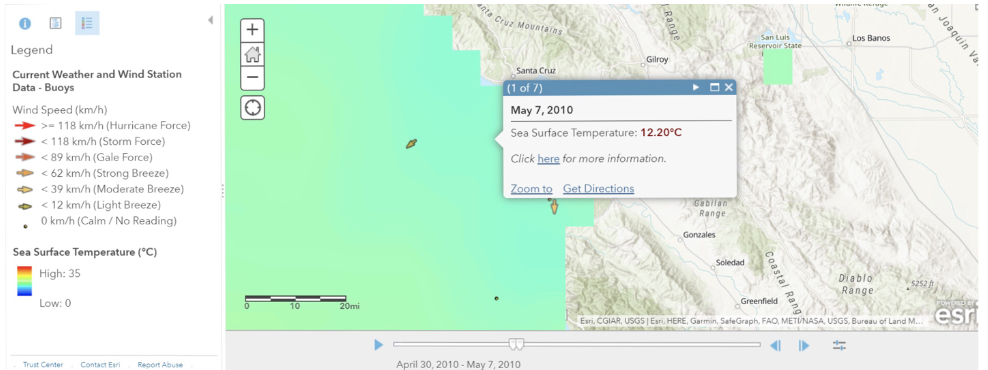 Legend
Current Weather and Wind Station
Data - Buoys
Wind Speed (km/h)
>= 118 km/h (Hurricane Force)
< 118 km/h (Storm Force)
< 89 km/h (Gale Force)
< 62 km/h (Strong Breeze)
< 39 km/h (Moderate Breeze)
< 12 km/h (Light Breeze)
0 km/h (Calm / No Reading)
Sea Surface Temperature (°C)
High: 35
Low: 0
Trust Center
Contact Esri
Report Abuse
Santa Cruz Mountains
Range
San Luis
Reservoir State
Los Banos
San Joaquin
Gilroy
Santa Cruz
(1 of 7)
May 7, 2010
Sea Surface Temperature: 12.20°C
Click here for more information.
Zoom to Get Directions
Gabilan
Range
Gonzales
Soledad
Coastal Rang
Diablo
Range
5252 ft
Greenfield
0 10 20mi
POWERED BY
esri
Esri, CGIAR, USGS | Esri, HERE, Garmin, SafeGraph, FAO, METI/NASA, USGS, Bureau of Land M...
April 30, 2010 - May 7, 2010